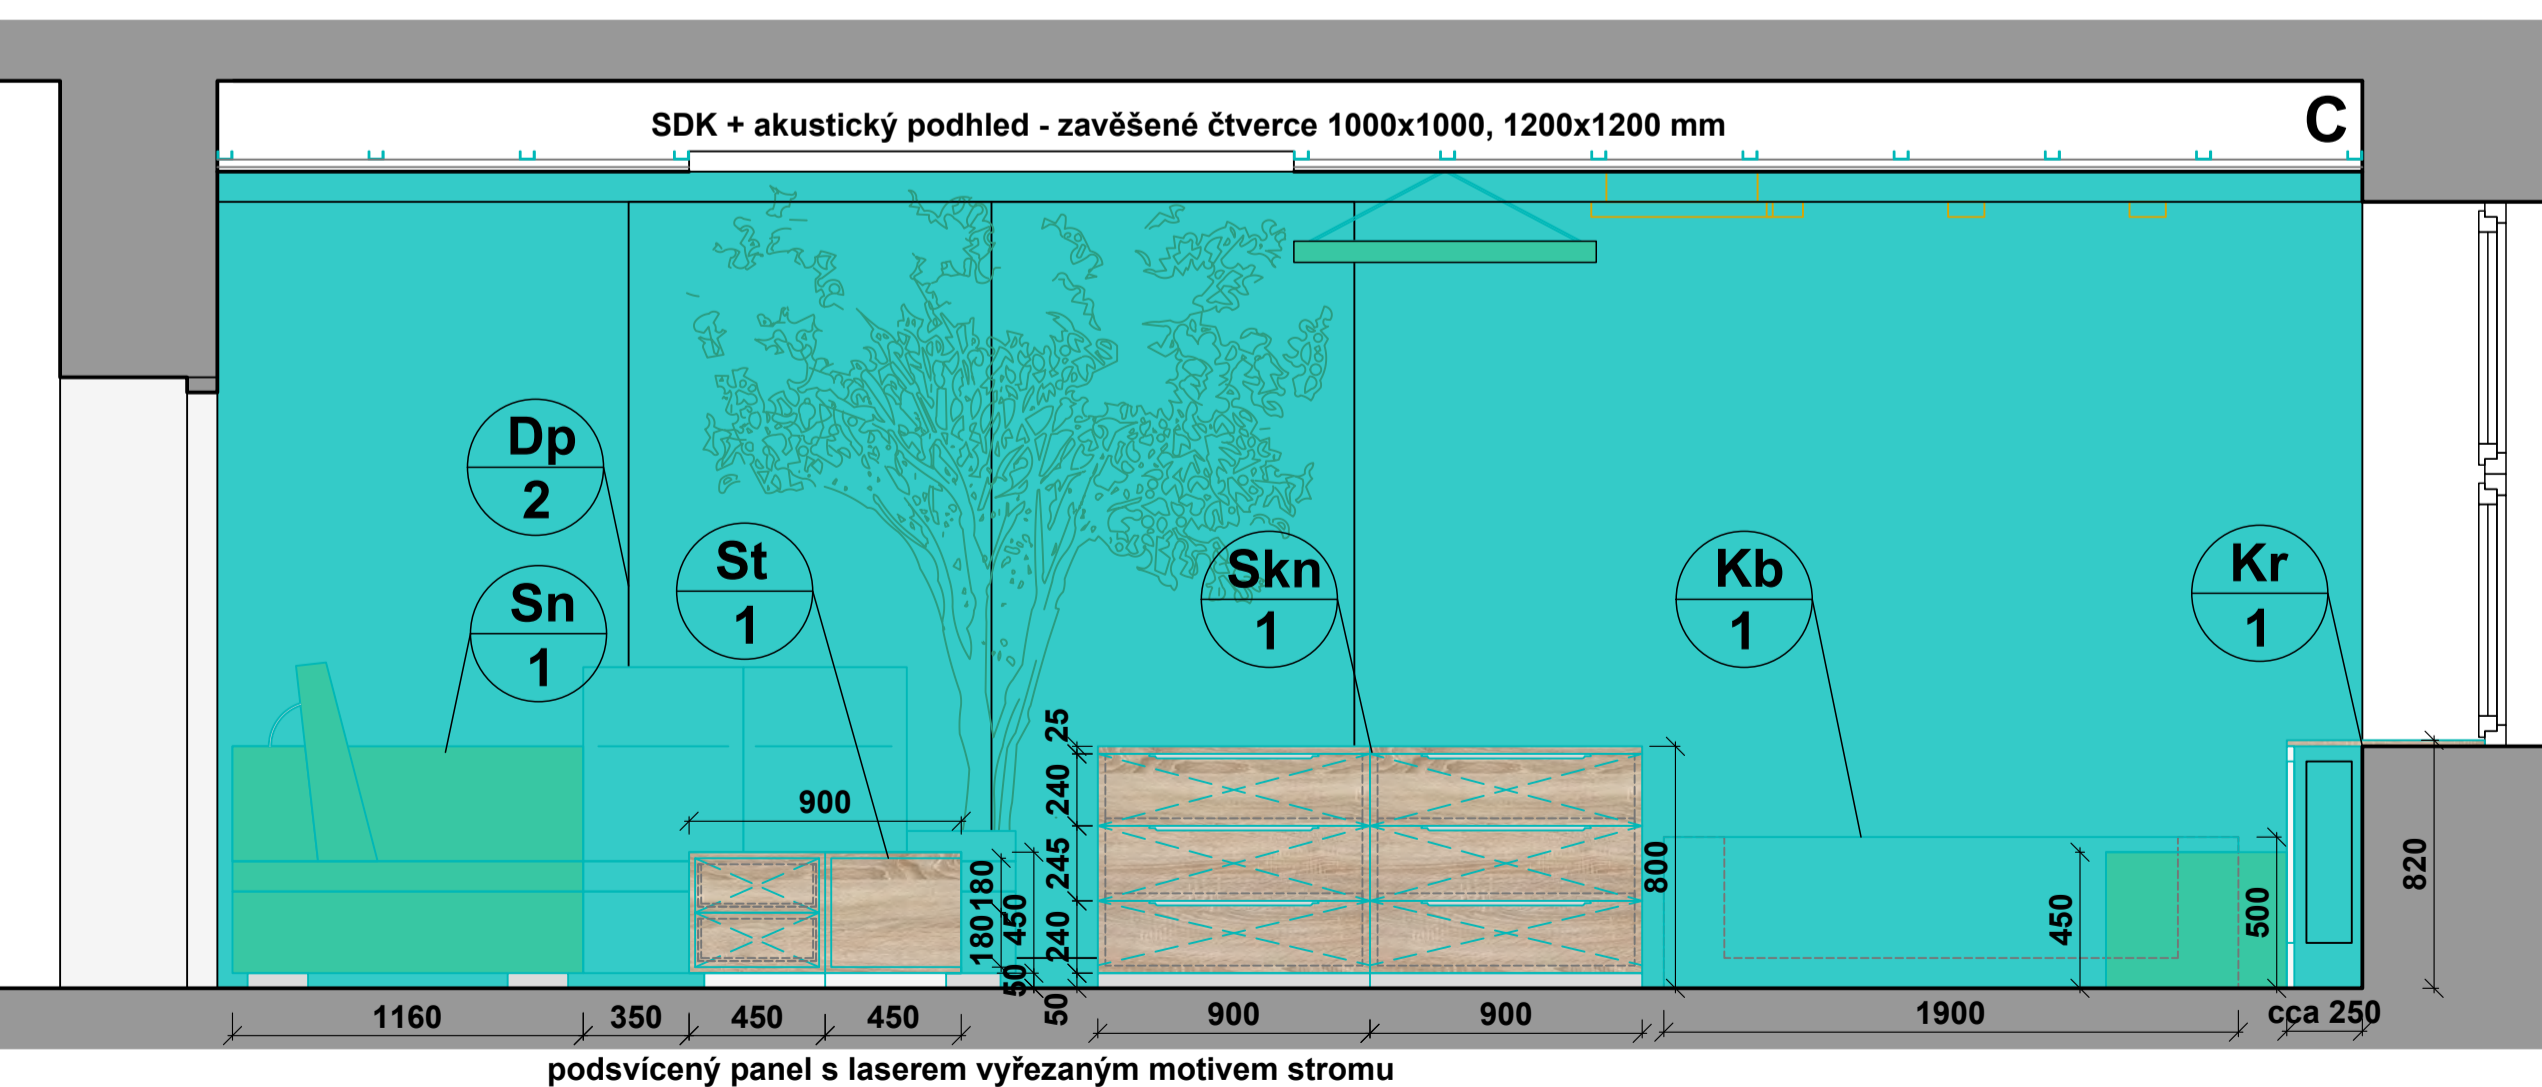 SDK + akustický podhled - zavěšené čtverce 1000x1000, 1200x1200 mm
C
Dp
2
Sn
1
St
1
Skn
1
Kb
1
Kr
1
900
25
240
245
240
50
180
180
450
50
800
450
500
820
1160
350
450
450
900
900
1900
cca 250
podsvícený panel s laserem vyřezaným motivem stromu